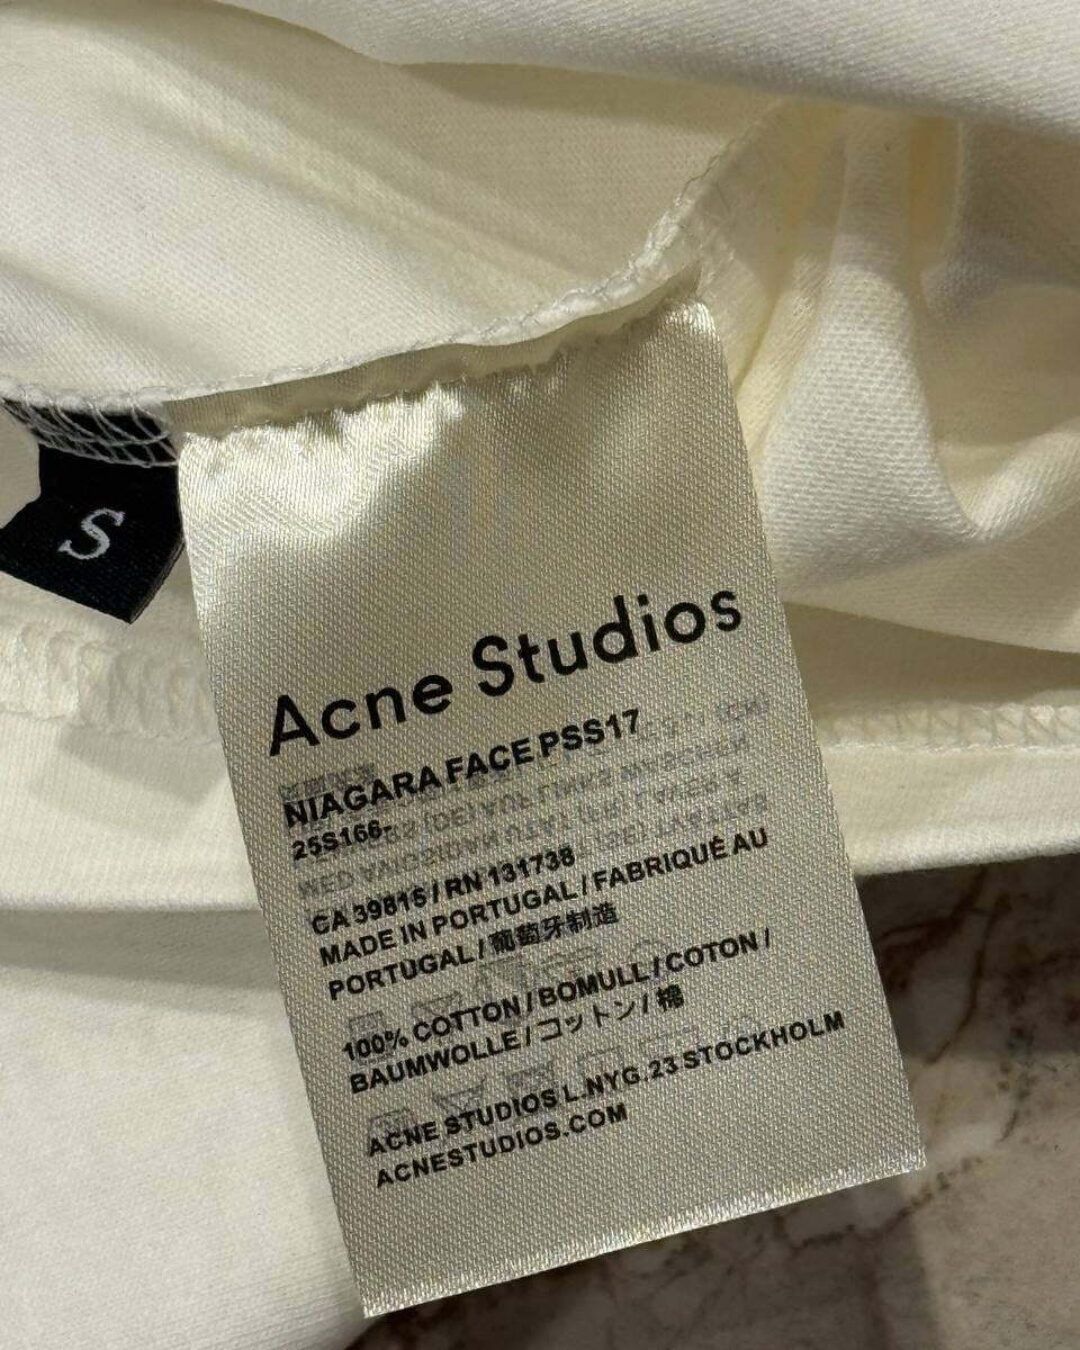 S
Acne Studios
NIAGARA FACE PSS17
25S166-
CA 39815 / RN 131738
MADE IN PORTUGAL / FABRIQUÉ AU
PORTUGAL / 葡萄牙制造
100% COTTON / BOMULL / COTON /
BAUMWOLLE / コットン / 棉
ACNE STUDIOS L.NYG.23 STOCKHOLM
ACNESTUDIOS.COM